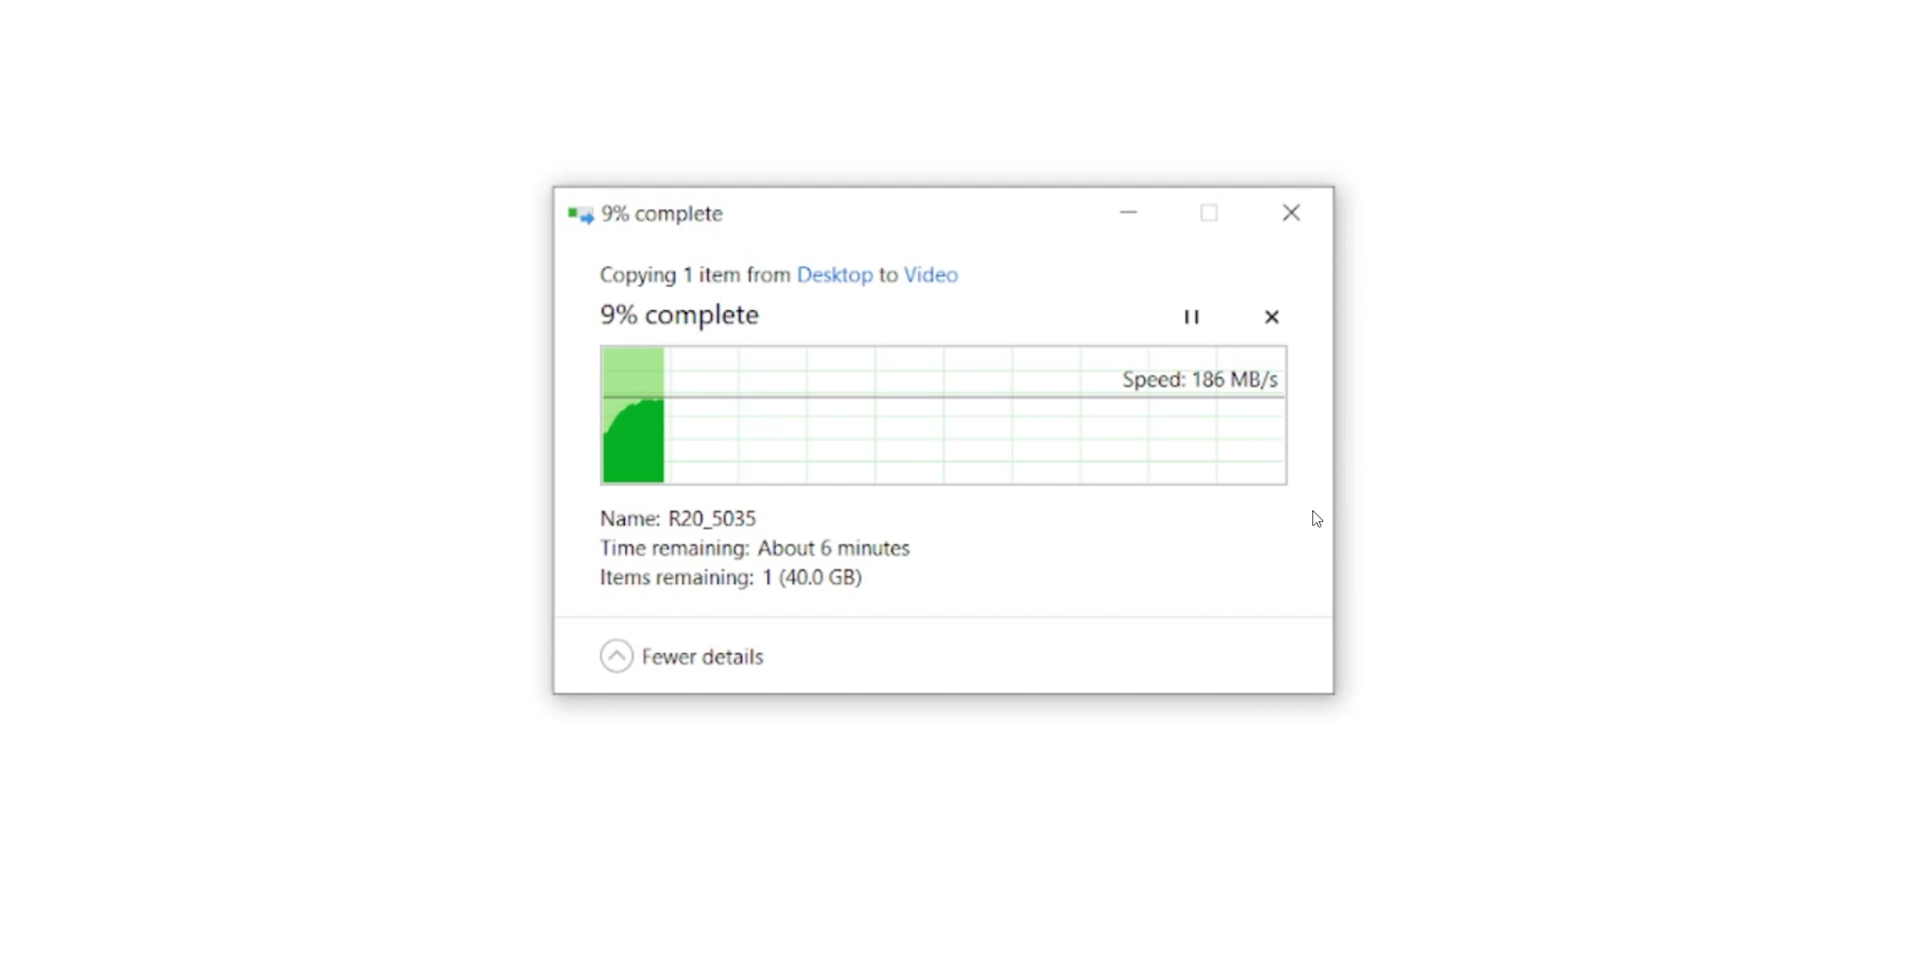 9% complete
Copying 1 item from Desktop to Video
9% complete
Speed: 186 MB/s
Name: R20_5035
Time remaining: About 6 minutes
Items remaining: 1 (40.0 GB)
Fewer details